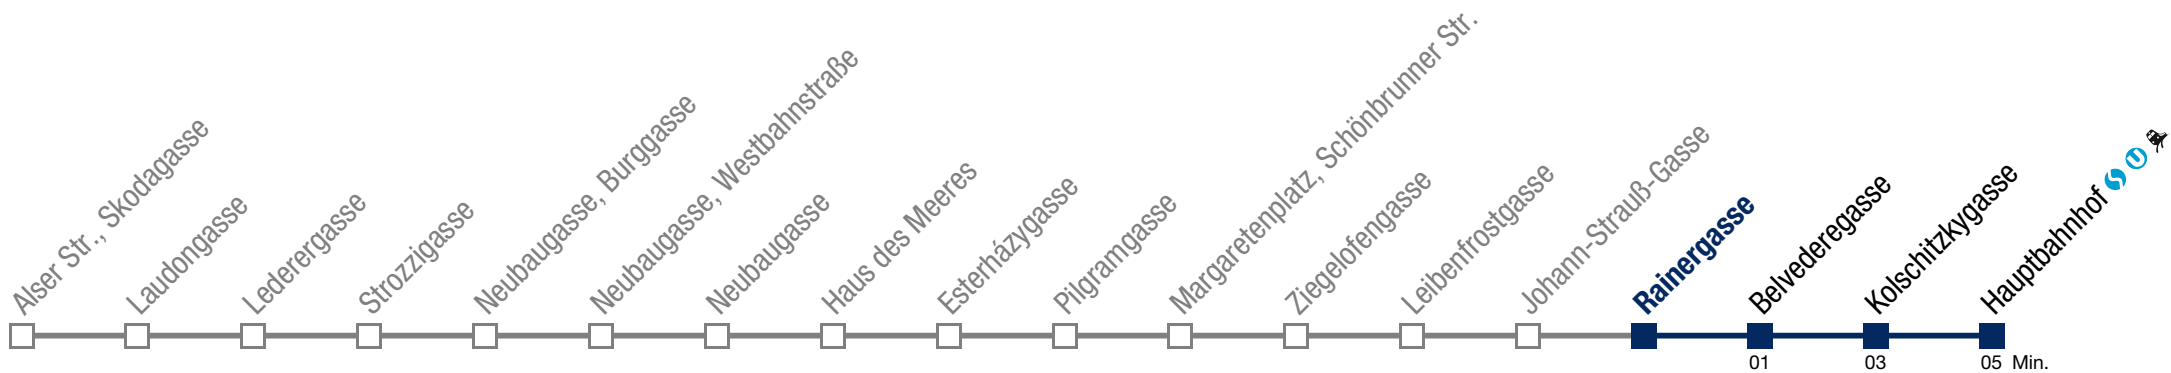 Alser Str., Skodagasse
Laudongasse
Lederergasse
Strozzigasse
Neubaugasse, Burggasse
Neubaugasse, Westbahnstraße
Neubaugasse
Haus des Meeres
Esterházygasse
Pilgramgasse
Margaretenplatz, Schönbrunner Str.
Ziegelofengasse
Leibenfrostgasse
Johann-Strauß-Gasse
Rainergasse
Belvederegasse
Kolschitzkygasse
Hauptbahnhof S U
01 03 05 Min.